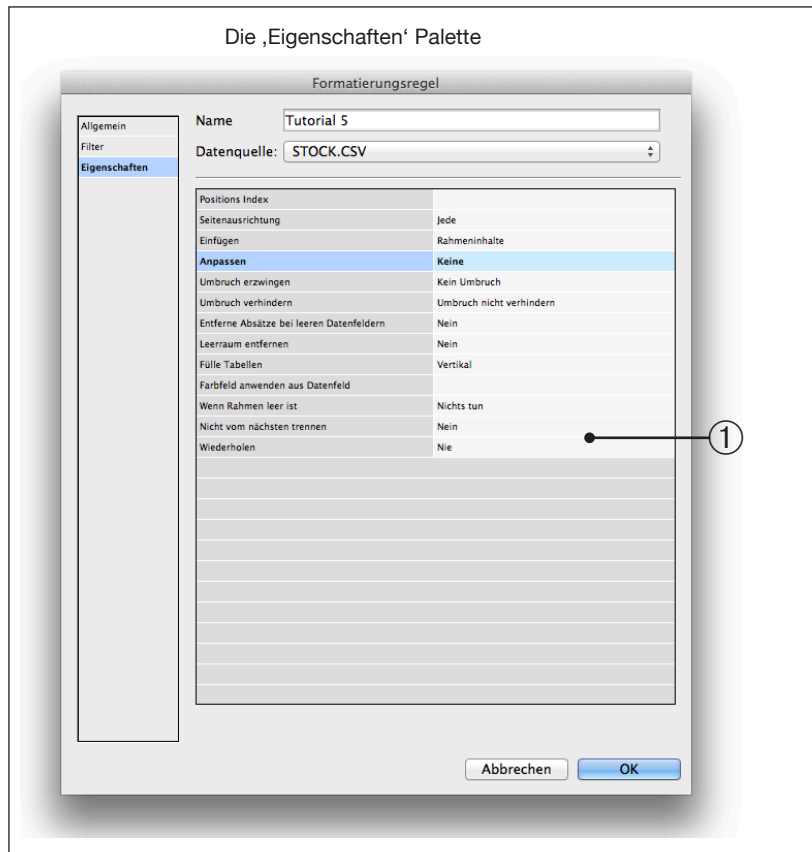 Die ‚Eigenschaften‘ Palette
Formatierungsregel
Allgemein
Filter
Eigenschaften
Name Tutorial 5
Datenquelle: STOCK.CSV
Positions Index
Seitenausrichtung Jede
Einfügen Rahmeninhalte
Anpassen Keine
Umbruch erzwingen Kein Umbruch
Umbruch verhindern Umbruch nicht verhindern
Entferne Absätze bei leeren Datenfeldern Nein
Leerraum entfernen Nein
Fülle Tabellen Vertikal
Farbfeld anwenden aus Datenfeld
Wenn Rahmen leer ist Nichts tun
Nicht vom nächsten trennen Nein
Wiederholen Nie
①
Abbrechen OK